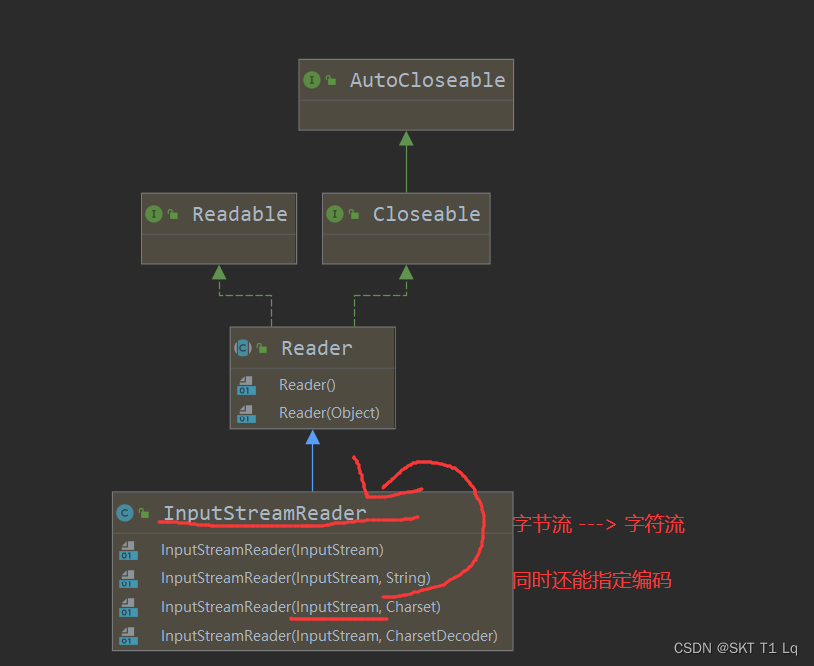 AutoCloseable
Readable
Closeable
Reader
Reader()
Reader(Object)
InputStreamReader
InputStreamReader(InputStream)
InputStreamReader(InputStream, String)
InputStreamReader(InputStream, Charset)
InputStreamReader(InputStream, CharsetDecoder)
字节流 ---> 字符流
同时还能指定编码
CSDN @SKT T1 Lq